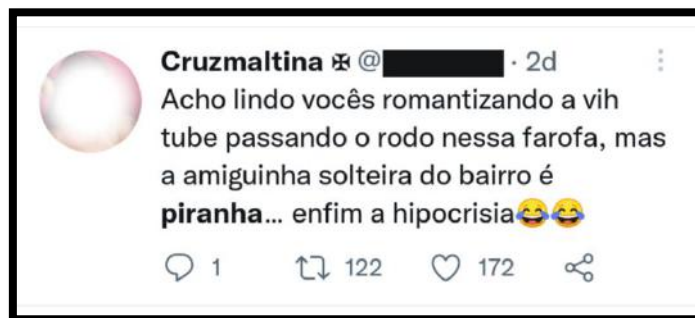 Cruzmaltina ✠ @ · 2d
Acho lindo vocês romantizando a vih
tube passando o rodo nessa farofa, mas
a amiguinha solteira do bairro é
piranha... enfim a hipocrisia😂😂
1 122 172